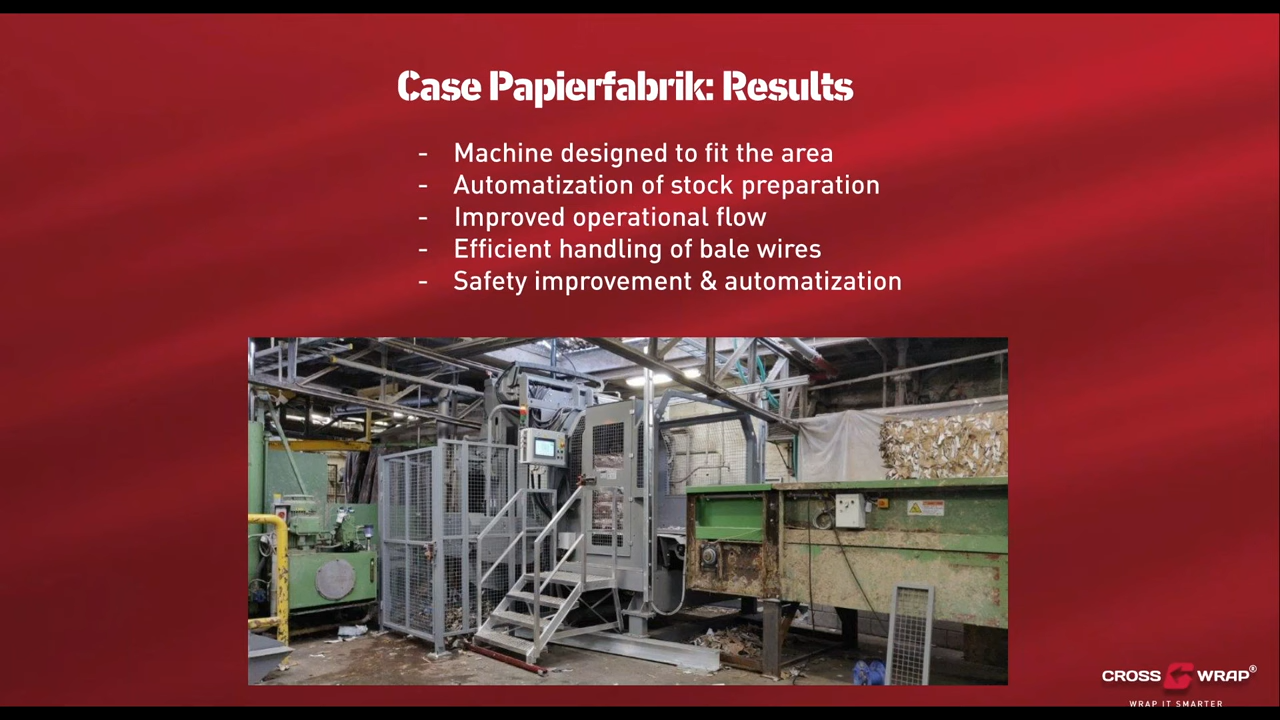 Case Papierfabrik: Results
- Machine designed to fit the area
- Automatization of stock preparation
- Improved operational flow
- Efficient handling of bale wires
- Safety improvement & automatization
CROSS WRAP®
WRAP IT SMARTER